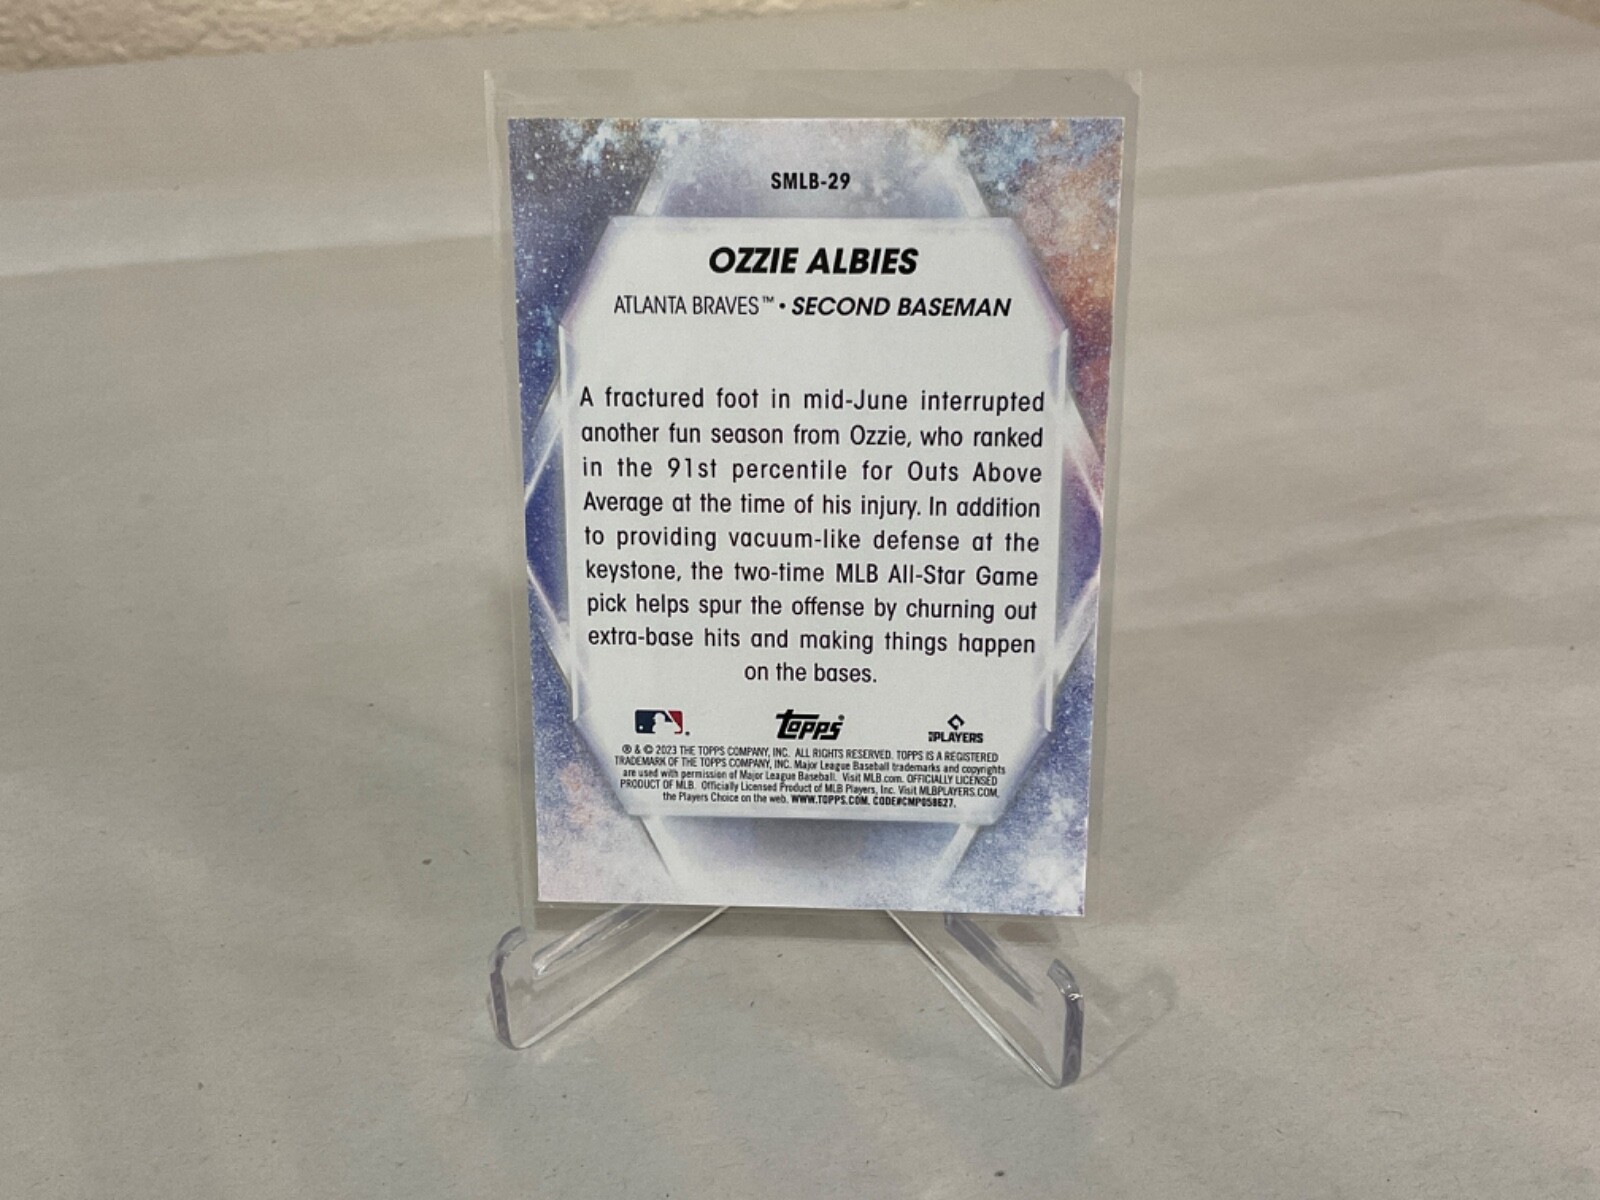 SMLB-29
OZZIE ALBIES
ATLANTA BRAVES™ • SECOND BASEMAN
A fractured foot in mid-June interrupted
another fun season from Ozzie, who ranked
in the 91st percentile for Outs Above
Average at the time of his injury. In addition
to providing vacuum-like defense at the
keystone, the two-time MLB All-Star Game
pick helps spur the offense by churning out
extra-base hits and making things happen
on the bases.
topps PLAYERS
® & © 2023 THE TOPPS COMPANY, INC. ALL RIGHTS RESERVED. TOPPS IS A REGISTERED
TRADEMARK OF THE TOPPS COMPANY, INC. Major League Baseball trademarks and copyrights
are used with permission of Major League Baseball. Visit MLB.com. OFFICIALLY LICENSED
PRODUCT OF MLB. Officially Licensed Product of MLB Players, Inc. Visit MLBPLAYERS.COM,
the Players Choice on the web. WWW.TOPPS.COM. CODE#CMP058627.